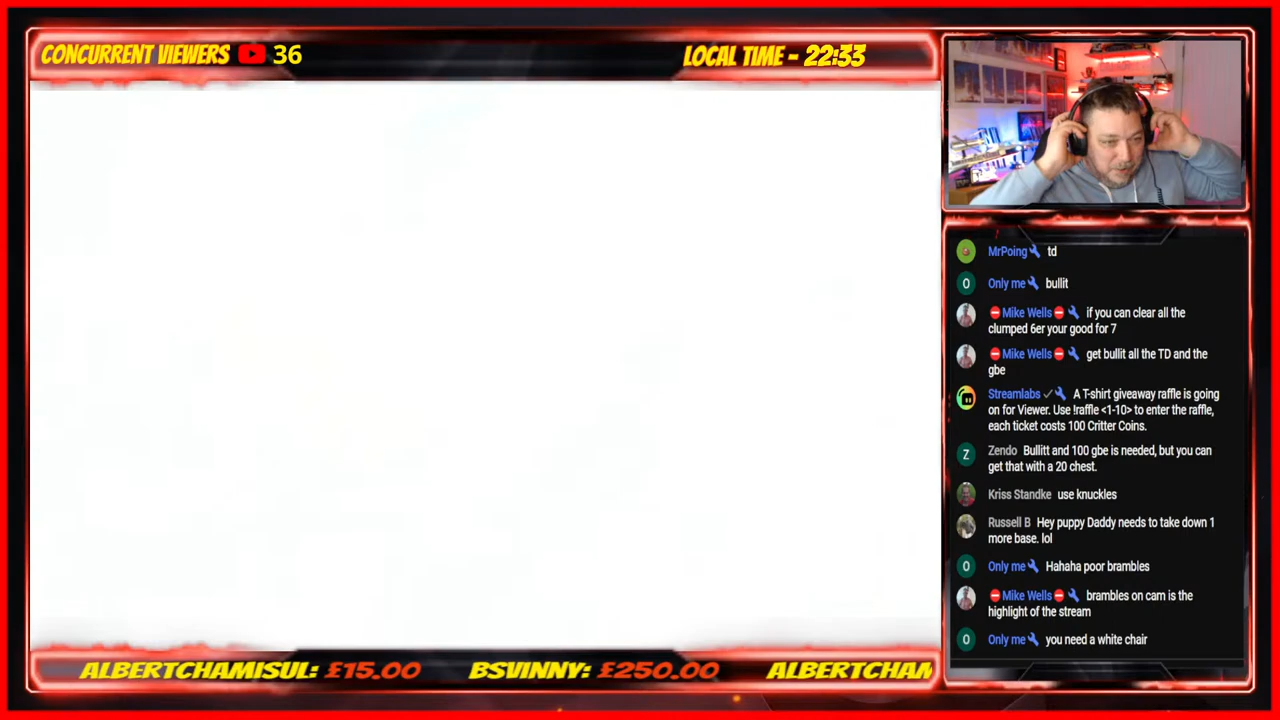 CONCURRENT VIEWERS 36
LOCAL TIME - 22:33
MrPoing td
Only me bullit
Mike Wells if you can clear all the
clumped 6er your good for 7
Mike Wells get bullit all the TD and the
gbe
Streamlabs A T-shirt giveaway raffle is going
on for Viewer. Use !raffle <1-10> to enter the raffle,
each ticket costs 100 Critter Coins.
Z Zendo Bullitt and 100 gbe is needed, but you can
get that with a 20 chest.
Kriss Standke use knuckles
Russell B Hey puppy Daddy needs to take down 1
more base. lol
O Only me Hahaha poor brambles
Mike Wells brambles on cam is the
highlight of the stream
O Only me you need a white chair
ALBERTCHAMISUL: £15.00 BSVINNY: £250.00 ALBERTCHAM